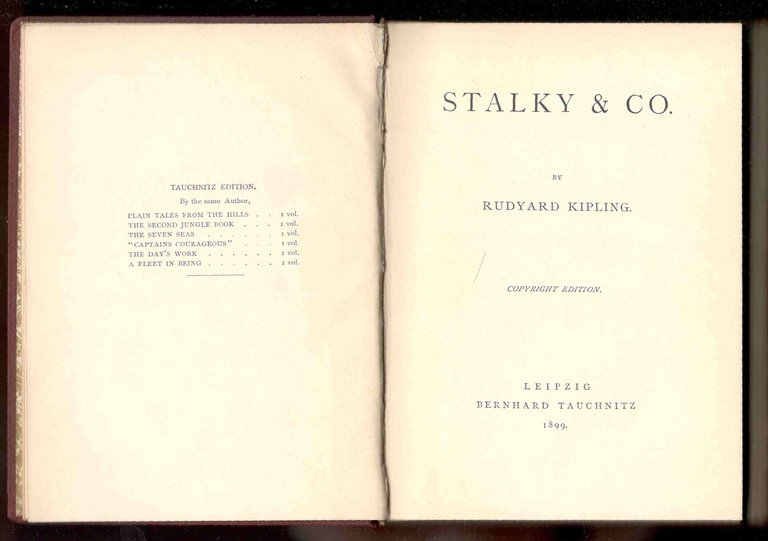 TAUCHNITZ EDITION.
By the same Author,
PLAIN TALES FROM THE HILLS . . 1 vol.
THE SECOND JUNGLE BOOK . . . 1 vol.
THE SEVEN SEAS . . . . . . 1 vol.
"CAPTAINS COURAGEOUS" . . . 1 vol.
THE DAY'S WORK . . . . . . 1 vol.
A FLEET IN BEING . . . . . . 1 vol.
STALKY & CO.
BY
RUDYARD KIPLING.
COPYRIGHT EDITION.
LEIPZIG
BERNHARD TAUCHNITZ
1899.